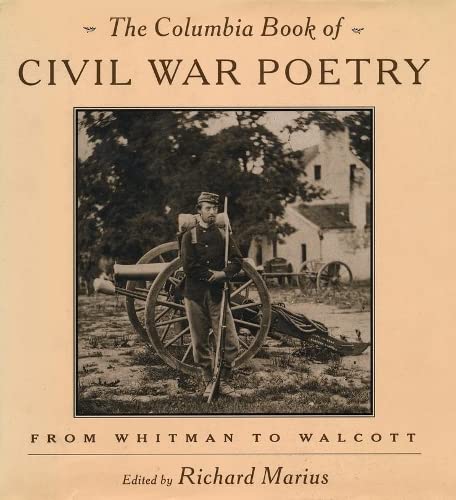 The Columbia Book of
CIVIL WAR POETRY
FROM WHITMAN TO WALCOTT
Edited by Richard Marius